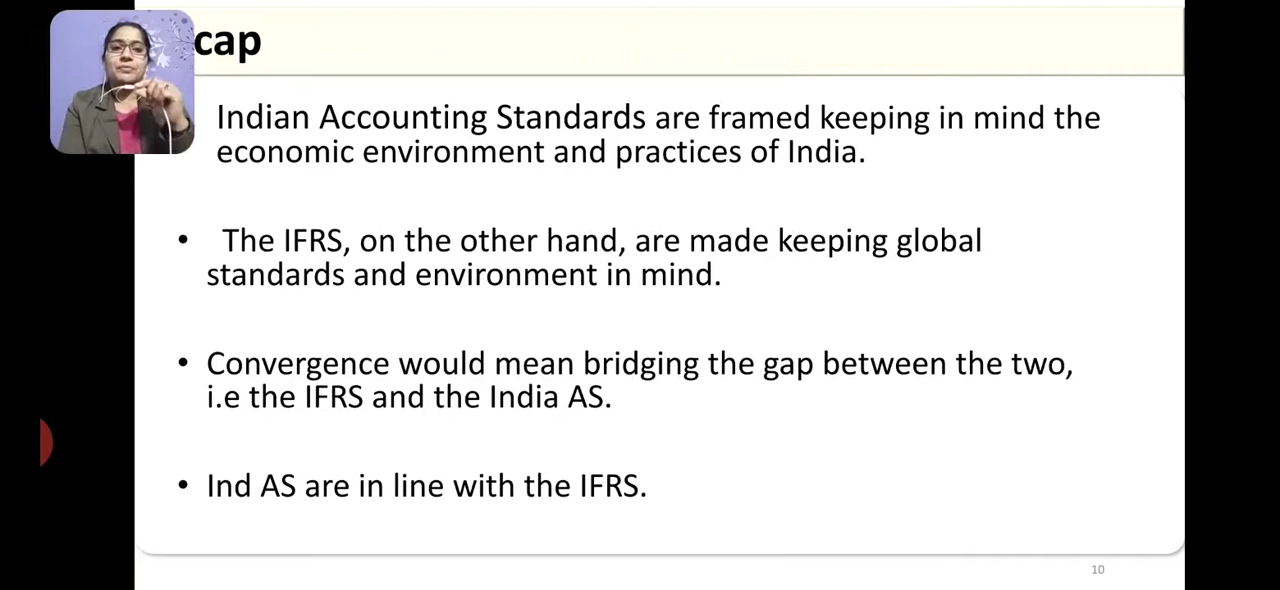 cap
Indian Accounting Standards are framed keeping in mind the
economic environment and practices of India.
• The IFRS, on the other hand, are made keeping global
standards and environment in mind.
• Convergence would mean bridging the gap between the two,
i.e the IFRS and the India AS.
• Ind AS are in line with the IFRS.
10